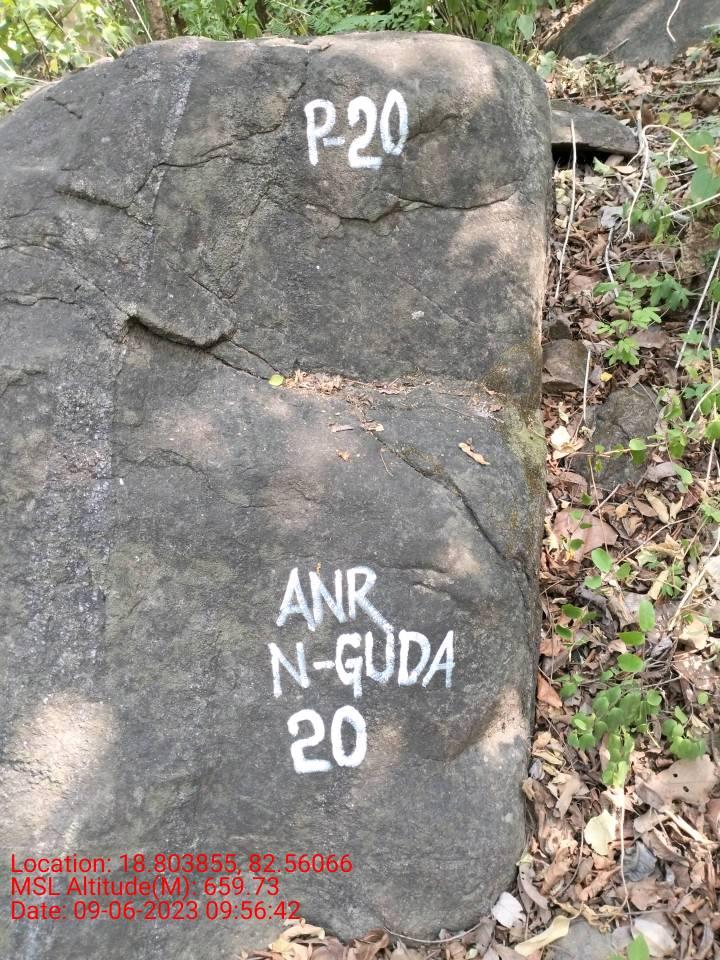 P-20
ANR
N-GUDA
20
Location: 18.803855, 82.56066
MSL Altitude(M): 659.73
Date: 09-06-2023 09:56:42